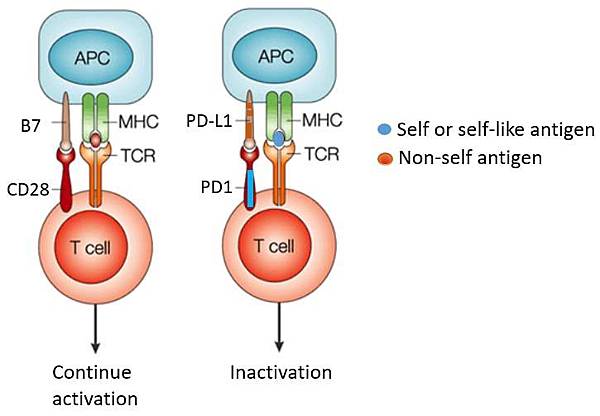 APC
B7
MHC
TCR
CD28
T cell
Continue
activation
APC
PD-L1
MHC
TCR
PD1
T cell
Inactivation
Self or self-like antigen
Non-self antigen